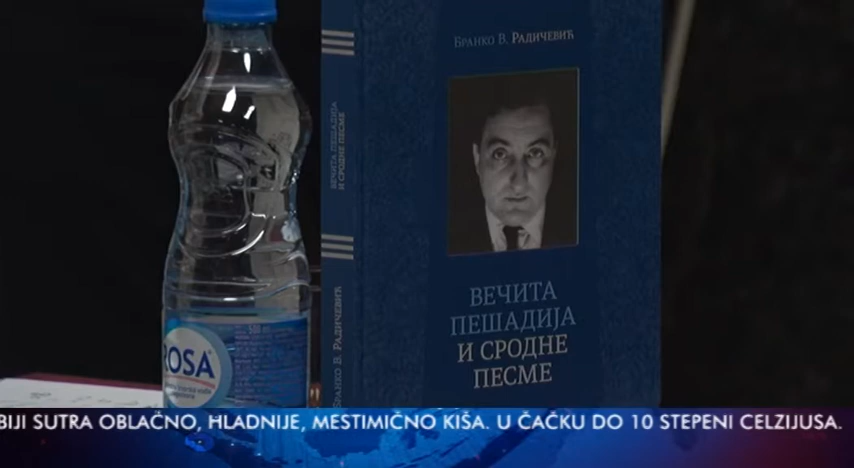 БРАНКО В. РАДИЧЕВИЋ
ВЕЧИТА
ПЕШАДИЈА
И СРОДНЕ
ПЕСМЕ
ВЕЧИТА ПЕШАДИЈА
И СРОДНЕ ПЕСМЕ
БРАНКО В. РАДИЧЕВИЋ
ROSA
BIJI SUTRA OBLAČNO, HLADNIJE, MESTIMIČNO KIŠA. U ČAČKU DO 10 STEPENI CELZIJUSA.